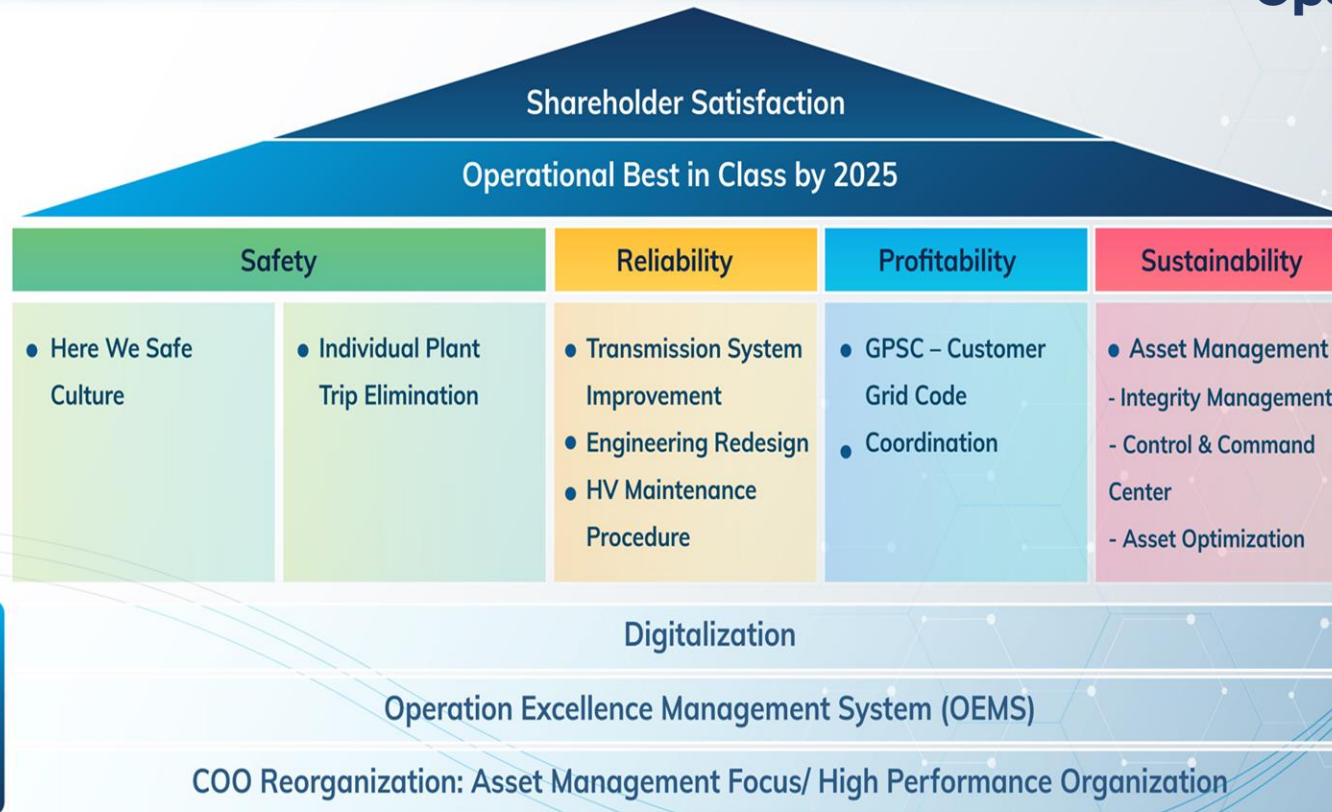 Shareholder Satisfaction
Operational Best in Class by 2025
Safety
Reliability
Profitability
Sustainability
• Here We Safe
Culture
• Individual Plant
Trip Elimination
• Transmission System
Improvement
• Engineering Redesign
• HV Maintenance
Procedure
• GPSC – Customer
Grid Code
• Coordination
• Asset Management
- Integrity Management
- Control & Command
Center
- Asset Optimization
Digitalization
Operation Excellence Management System (OEMS)
COO Reorganization: Asset Management Focus/ High Performance Organization